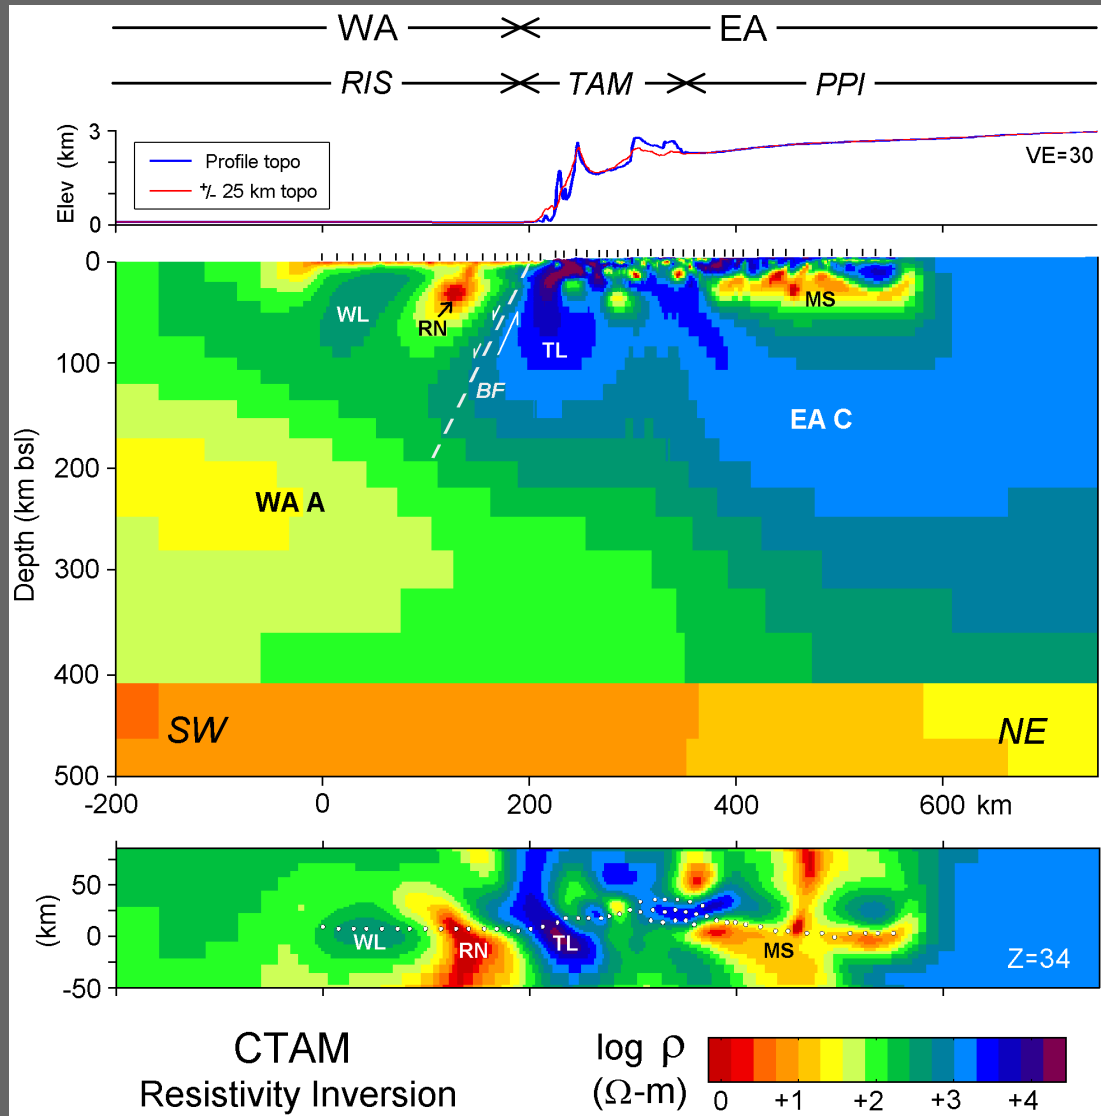 WA EA
RIS TAM PPI
Elev (km)
3
0
Profile topo
+/- 25 km topo
VE=30
Depth (km bsl)
0
100
200
300
400
500
WL
RN
BF
TL
MS
EA C
WA A
SW
NE
-200 0 200 400 600 km
(km)
50
0
-50
WL
RN
TL
MS
Z=34
CTAM
Resistivity Inversion
log ρ
(Ω-m)
0 +1 +2 +3 +4